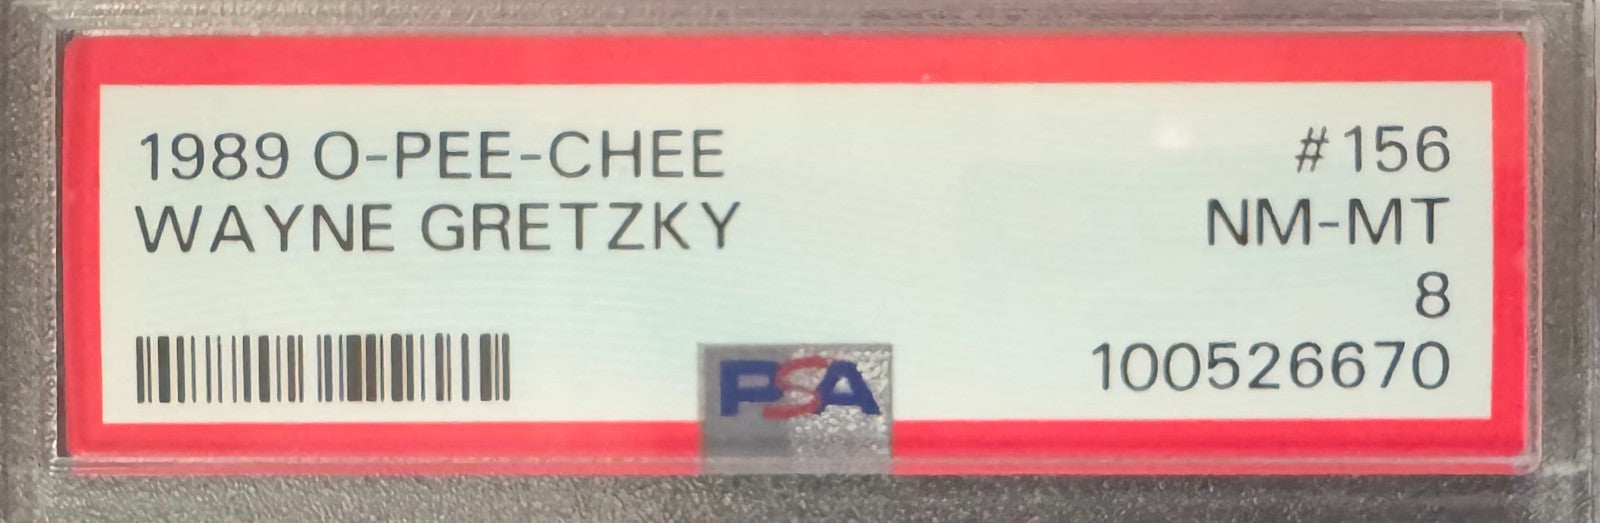 1989 O-PEE-CHEE
WAYNE GRETZKY
#156
NM-MT
8
100526670
PSA